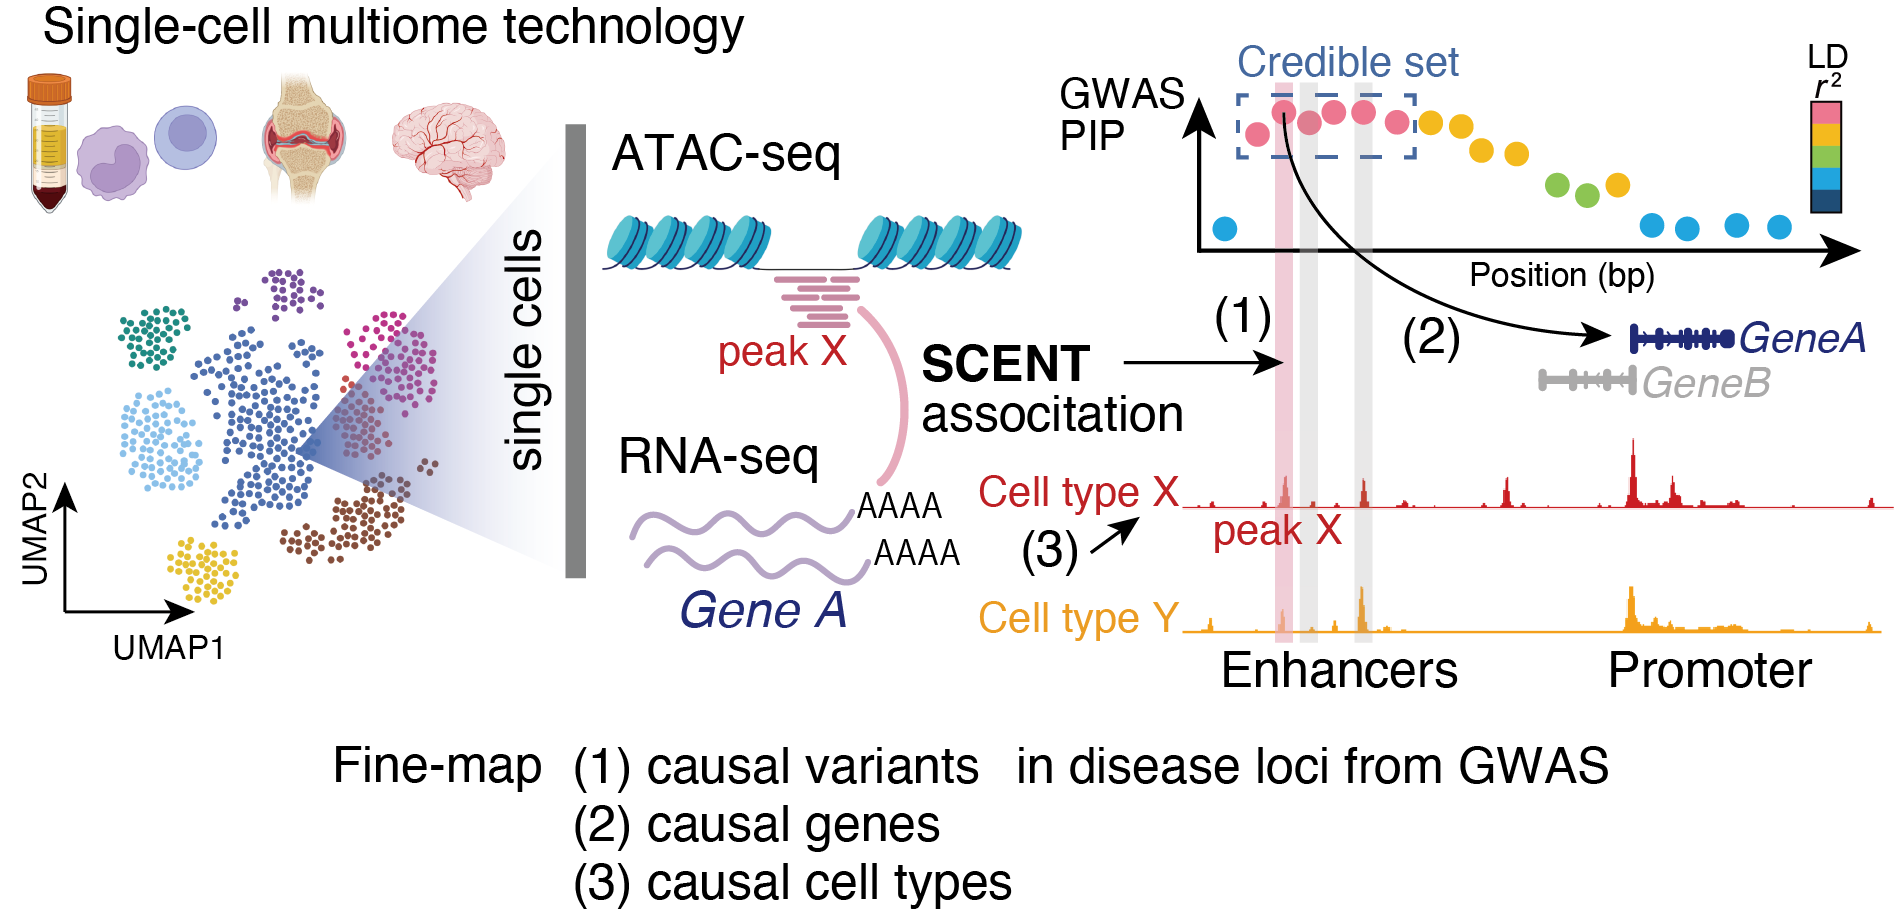 Single-cell multiome technology
UMAP2
UMAP1
single cells
ATAC-seq
peak X
RNA-seq
AAAA
AAAA
Gene A
SCENT
associtation
GWAS
PIP
Credible set
LD
r²
Position (bp)
(1)
(2)
GeneA
GeneB
Cell type X
peak X
(3)
Cell type Y
Enhancers
Promoter
Fine-map (1) causal variants in disease loci from GWAS
(2) causal genes
(3) causal cell types